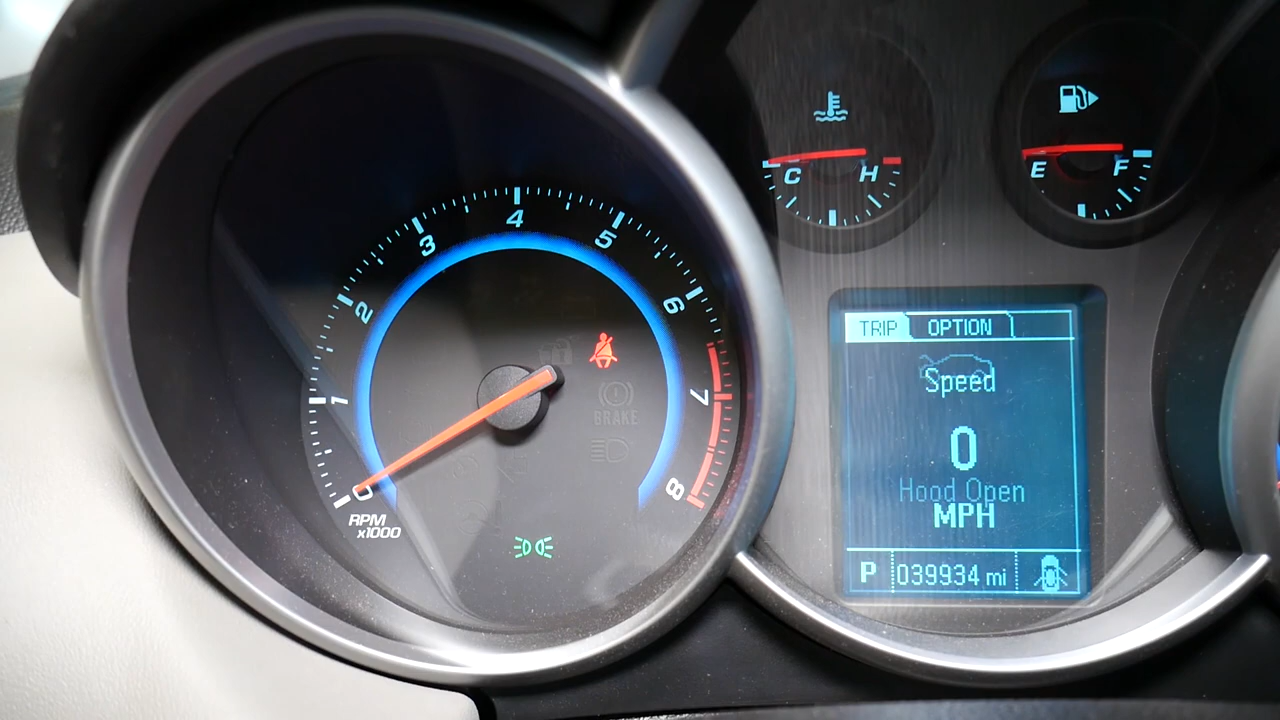 0
1
2
3
4
5
6
7
8
RPM
x1000
BRAKE
C
H
E
F
TRIP
OPTION
Speed
0
Hood Open
MPH
P
039934 mi